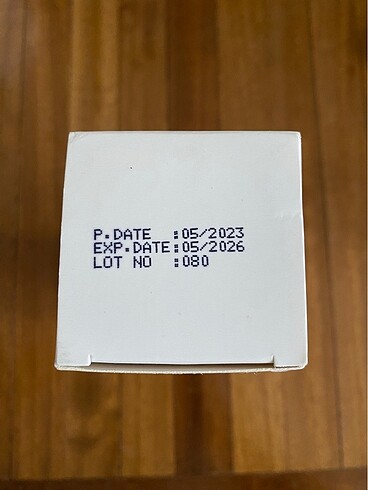 P.DATE :05/2023
EXP.DATE:05/2026
LOT NO :080